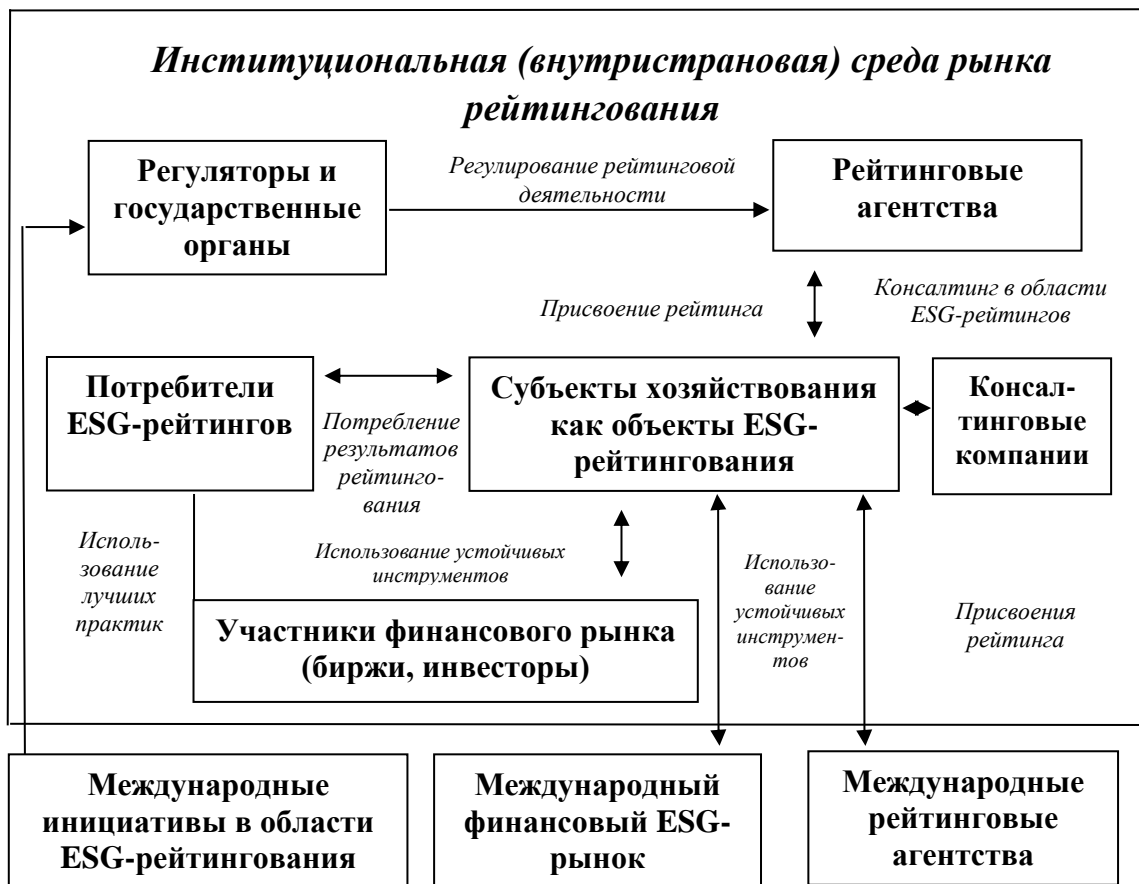 Институциональная (внутристрановая) среда рынка
рейтингования
Регуляторы и
государственные
органы
Регулирование рейтинговой
деятельности
Рейтинговые
агентства
Присвоение рейтинга
Консалтинг в области
ESG-рейтингов
Потребители
ESG-рейтингов
Потребление
результатов
рейтинго-
вания
Субъекты хозяйствования
как объекты ESG-
рейтингования
Консал-
тинговые
компании
Исполь-
зование
лучших
практик
Использование устойчивых
инструментов
Использо-
вание
устойчивых
инструмен-
тов
Присвоения
рейтинга
Участники финансового рынка
(биржи, инвесторы)
Международные
инициативы в области
ESG-рейтингования
Международный
финансовый ESG-
рынок
Международные
рейтинговые
агентства